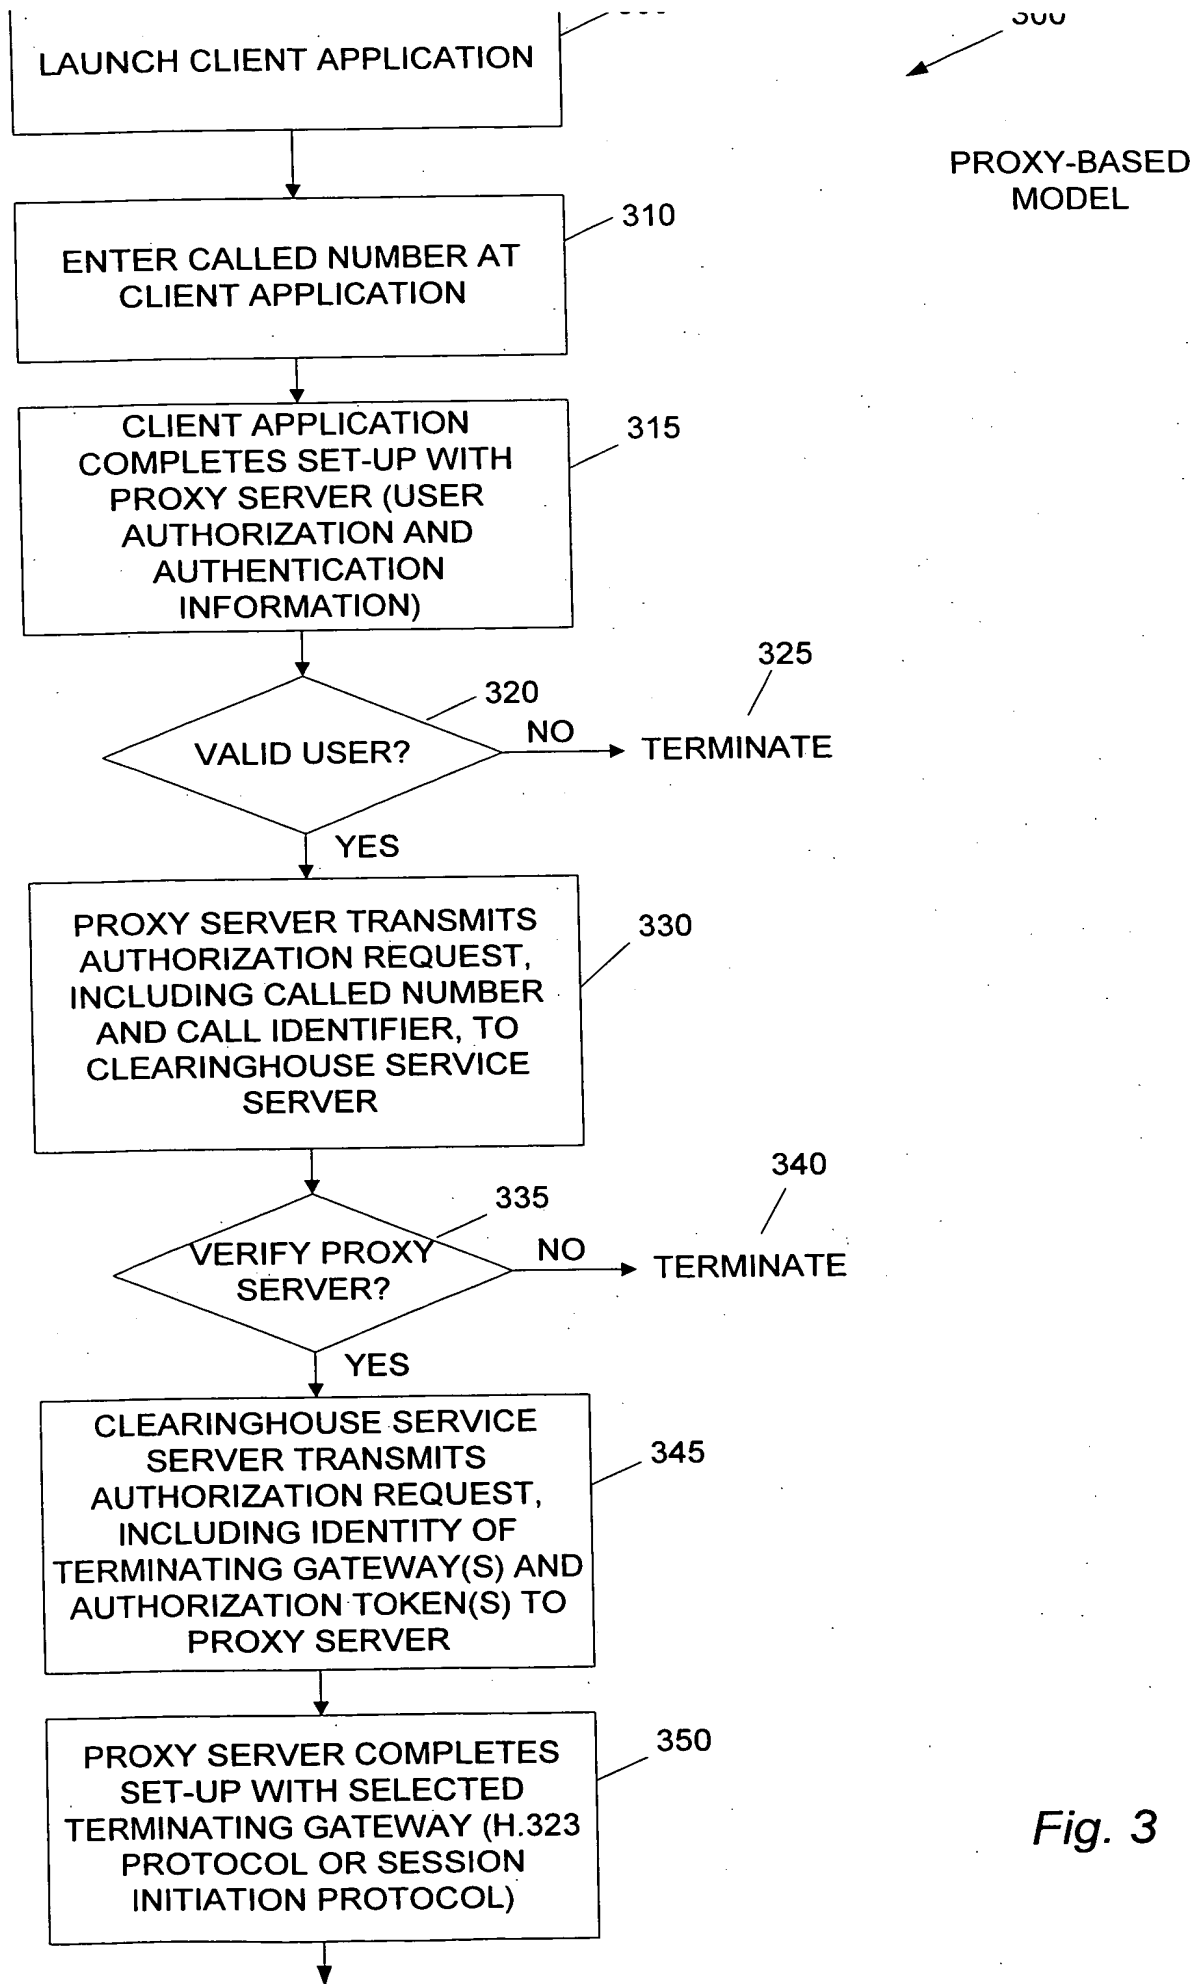 LAUNCH CLIENT APPLICATION
300
PROXY-BASED
MODEL
310
ENTER CALLED NUMBER AT
CLIENT APPLICATION
315
CLIENT APPLICATION
COMPLETES SET-UP WITH
PROXY SERVER (USER
AUTHORIZATION AND
AUTHENTICATION
INFORMATION)
320
VALID USER?
NO
325
TERMINATE
YES
330
PROXY SERVER TRANSMITS
AUTHORIZATION REQUEST,
INCLUDING CALLED NUMBER
AND CALL IDENTIFIER, TO
CLEARINGHOUSE SERVICE
SERVER
335
VERIFY PROXY
SERVER?
NO
340
TERMINATE
YES
345
CLEARINGHOUSE SERVICE
SERVER TRANSMITS
AUTHORIZATION REQUEST,
INCLUDING IDENTITY OF
TERMINATING GATEWAY(S) AND
AUTHORIZATION TOKEN(S) TO
PROXY SERVER
350
PROXY SERVER COMPLETES
SET-UP WITH SELECTED
TERMINATING GATEWAY (H.323
PROTOCOL OR SESSION
INITIATION PROTOCOL)
Fig. 3